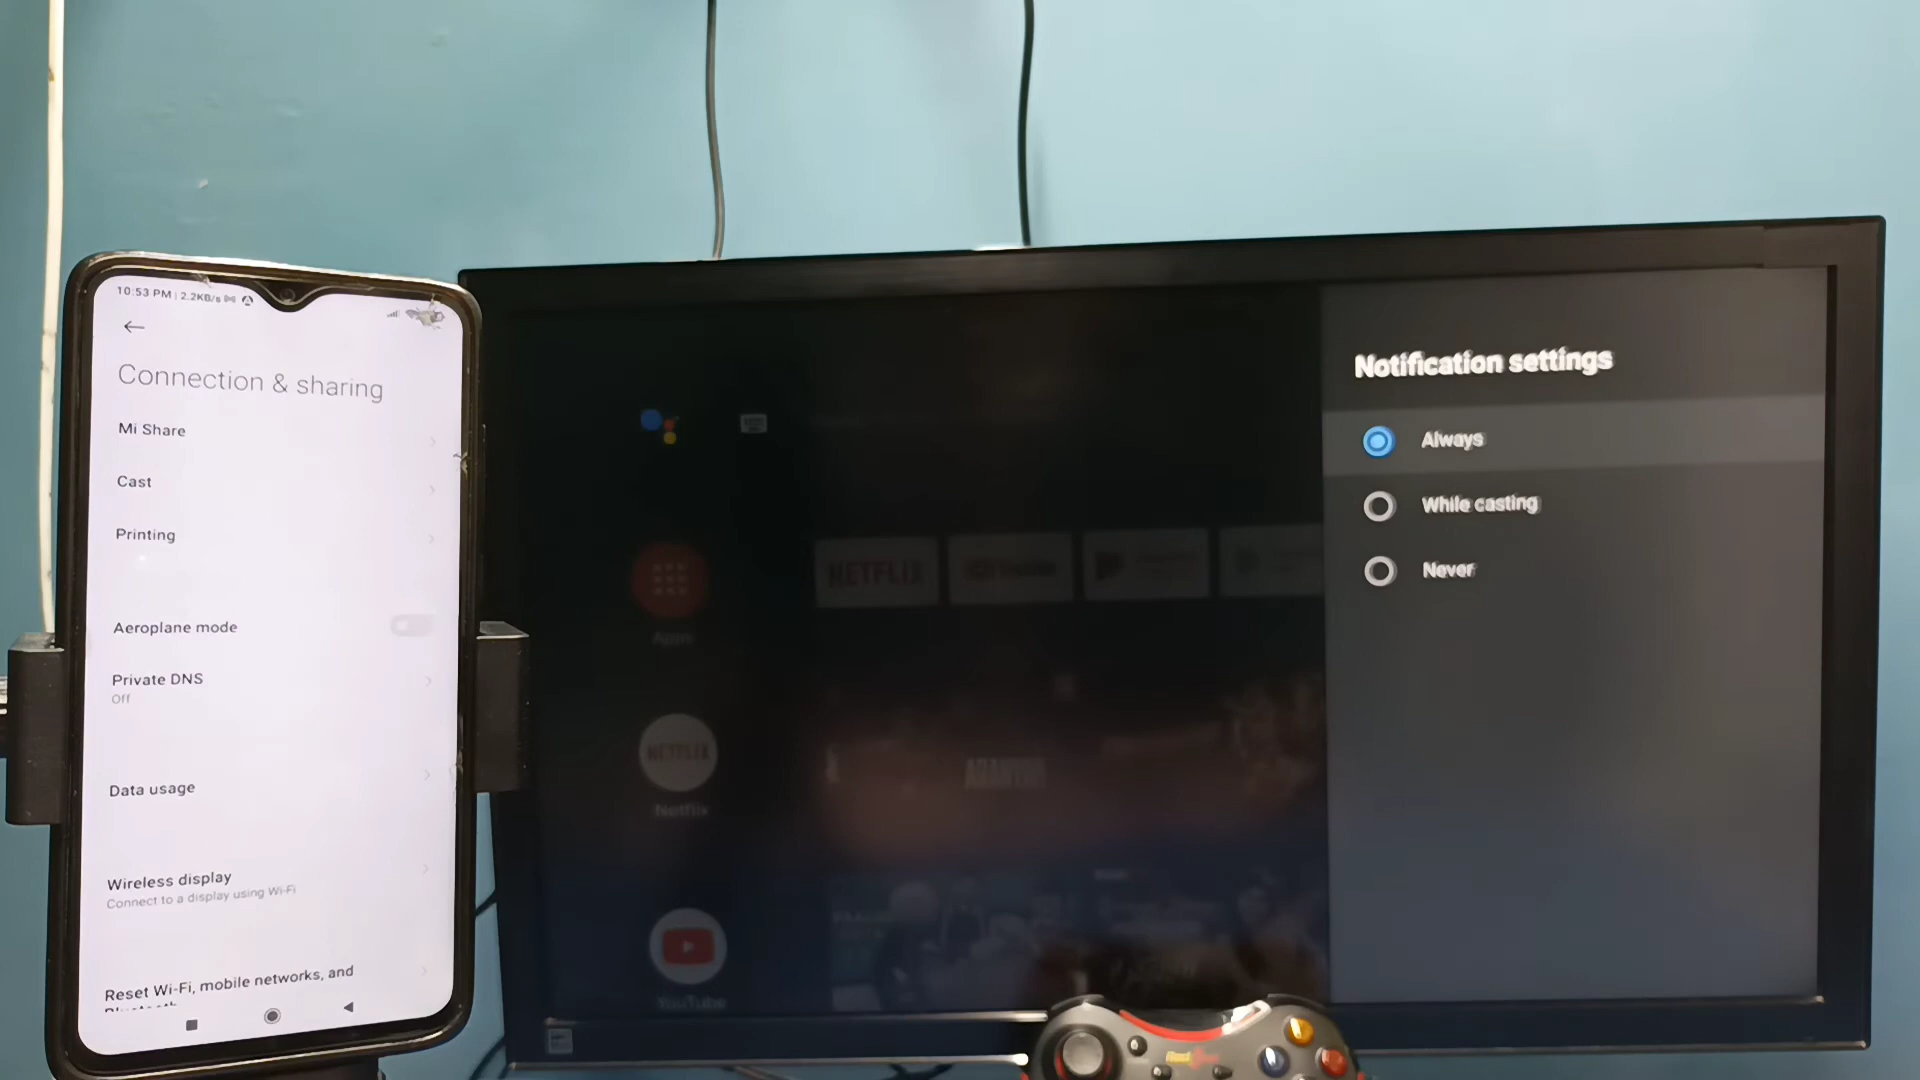 10:53 PM | 2.2KB/s
Connection & sharing
Mi Share
Cast
Printing
Aeroplane mode
Private DNS
Off
Data usage
Wireless display
Connect to a display using Wi-Fi
Reset Wi-Fi, mobile networks, and
Notification settings
Always
While casting
Never
NETFLIX
Apps
NETFLIX
Netflix
YouTube